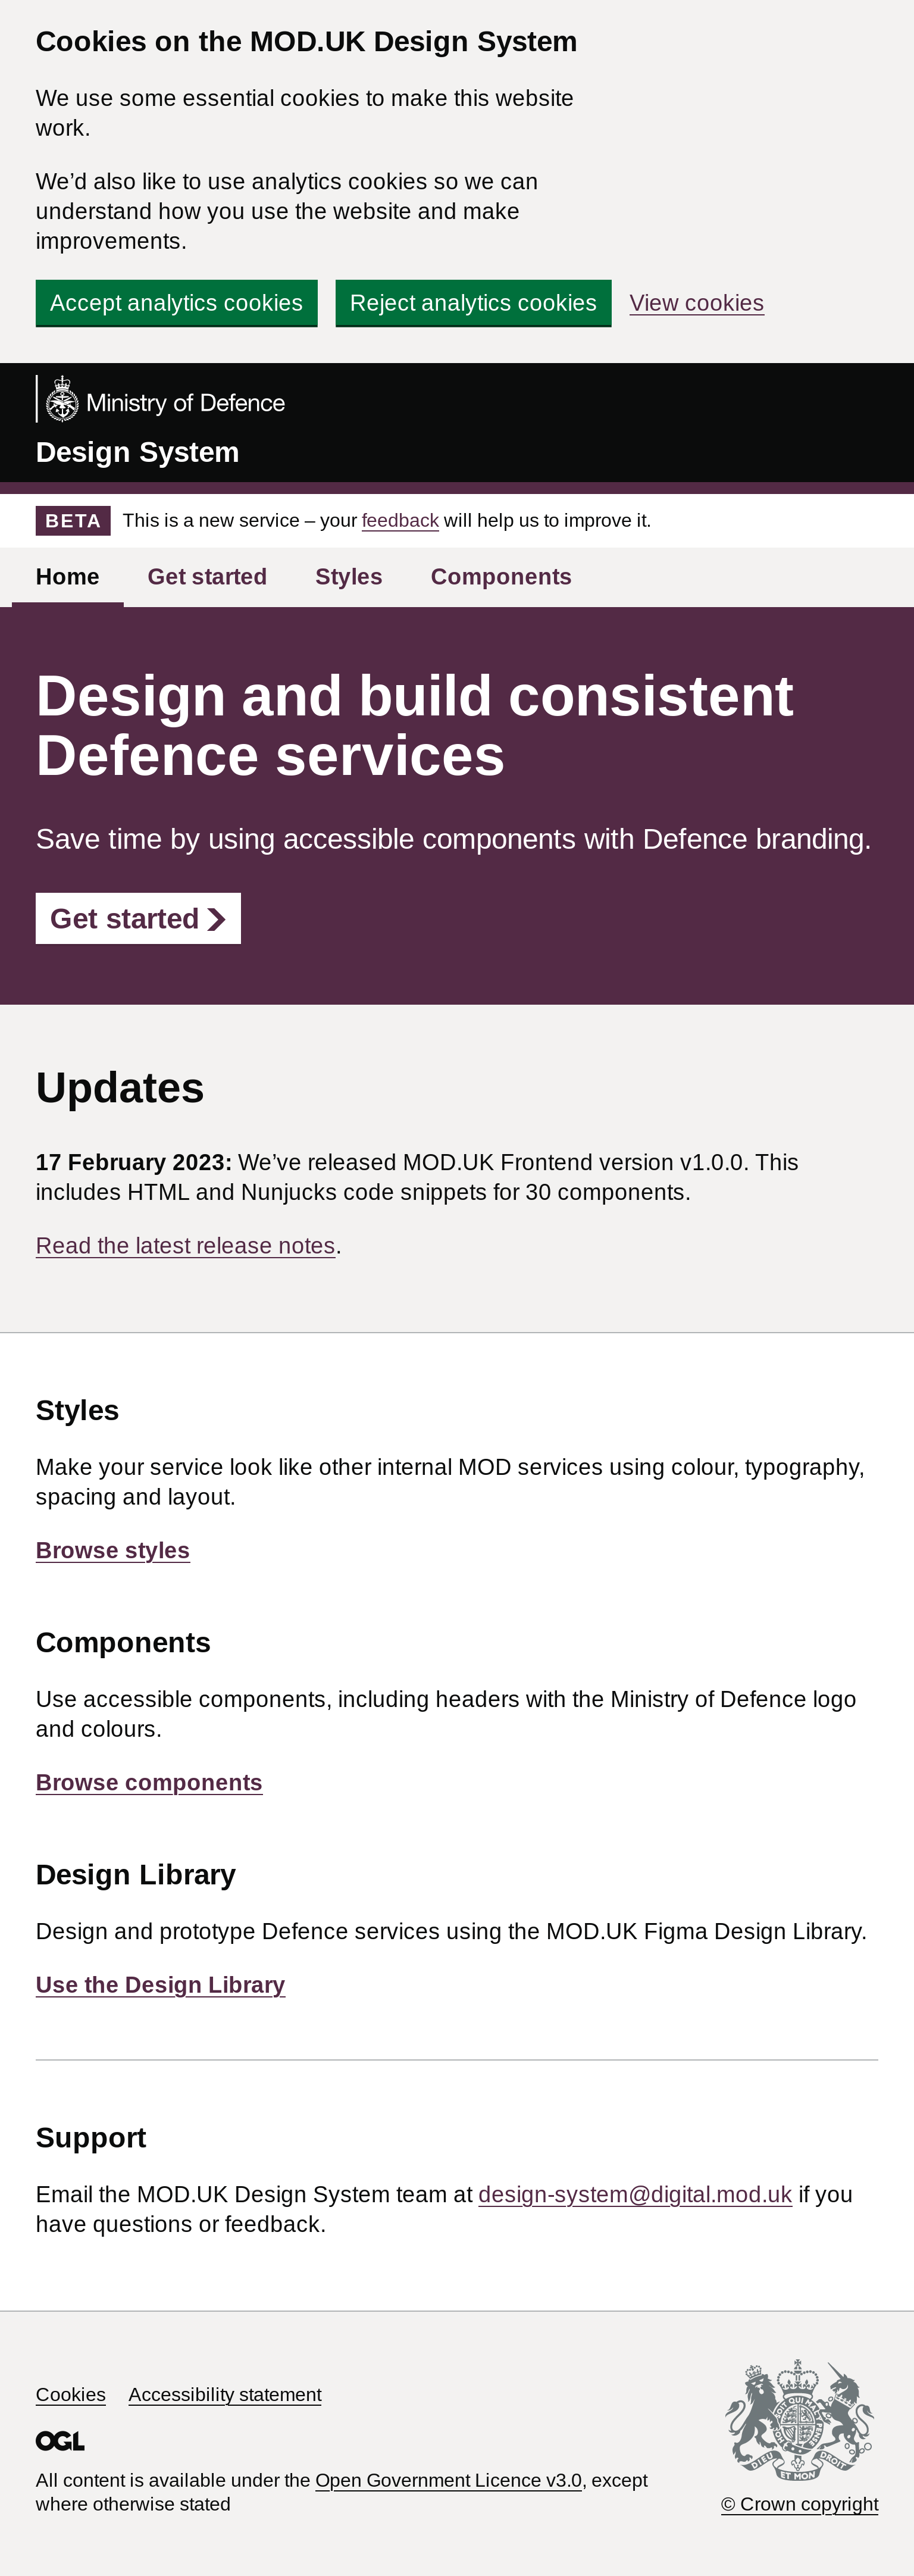 Cookies on the MOD.UK Design System
We use some essential cookies to make this website
work.
We’d also like to use analytics cookies so we can
understand how you use the website and make
improvements.
Accept analytics cookies
Reject analytics cookies
View cookies
Ministry of Defence
Design System
BETA
This is a new service – your feedback will help us to improve it.
Home
Get started
Styles
Components
Design and build consistent
Defence services
Save time by using accessible components with Defence branding.
Get started
Updates
17 February 2023: We’ve released MOD.UK Frontend version v1.0.0. This
includes HTML and Nunjucks code snippets for 30 components.
Read the latest release notes.
Styles
Make your service look like other internal MOD services using colour, typography,
spacing and layout.
Browse styles
Components
Use accessible components, including headers with the Ministry of Defence logo
and colours.
Browse components
Design Library
Design and prototype Defence services using the MOD.UK Figma Design Library.
Use the Design Library
Support
Email the MOD.UK Design System team at design-system@digital.mod.uk if you
have questions or feedback.
Cookies
Accessibility statement
OGL
All content is available under the Open Government Licence v3.0, except
where otherwise stated
DIEU ET MON DROIT
© Crown copyright